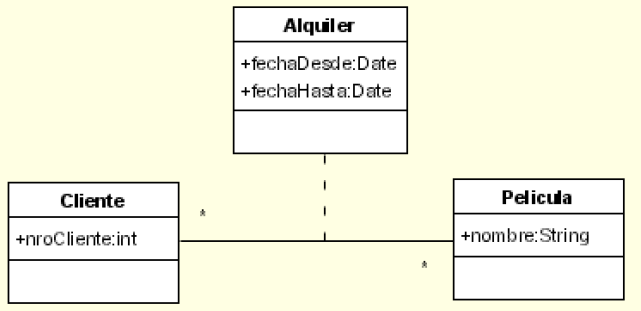 Alquiler
+fechaDesde:Date
+fechaHasta:Date
Cliente
+nroCliente:int
*
*
Pelicula
+nombre:String